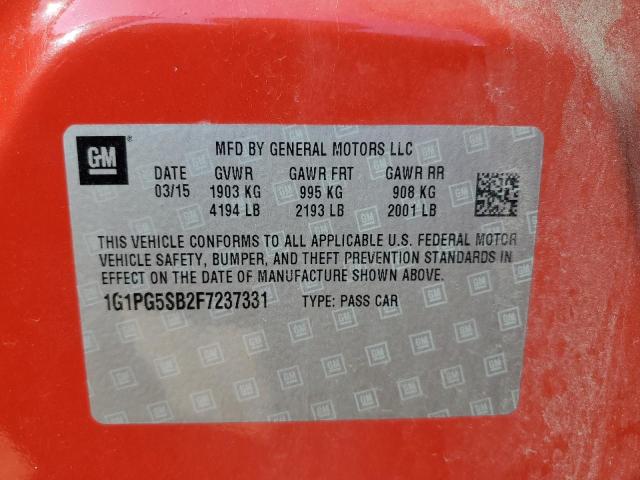 GM
MFD BY GENERAL MOTORS LLC
DATE GVWR GAWR FRT GAWR RR
03/15 1903 KG 995 KG 908 KG
4194 LB 2193 LB 2001 LB
THIS VEHICLE CONFORMS TO ALL APPLICABLE U.S. FEDERAL MOTOR
VEHICLE SAFETY, BUMPER, AND THEFT PREVENTION STANDARDS IN
EFFECT ON THE DATE OF MANUFACTURE SHOWN ABOVE.
1G1PG5SB2F7237331 TYPE: PASS CAR